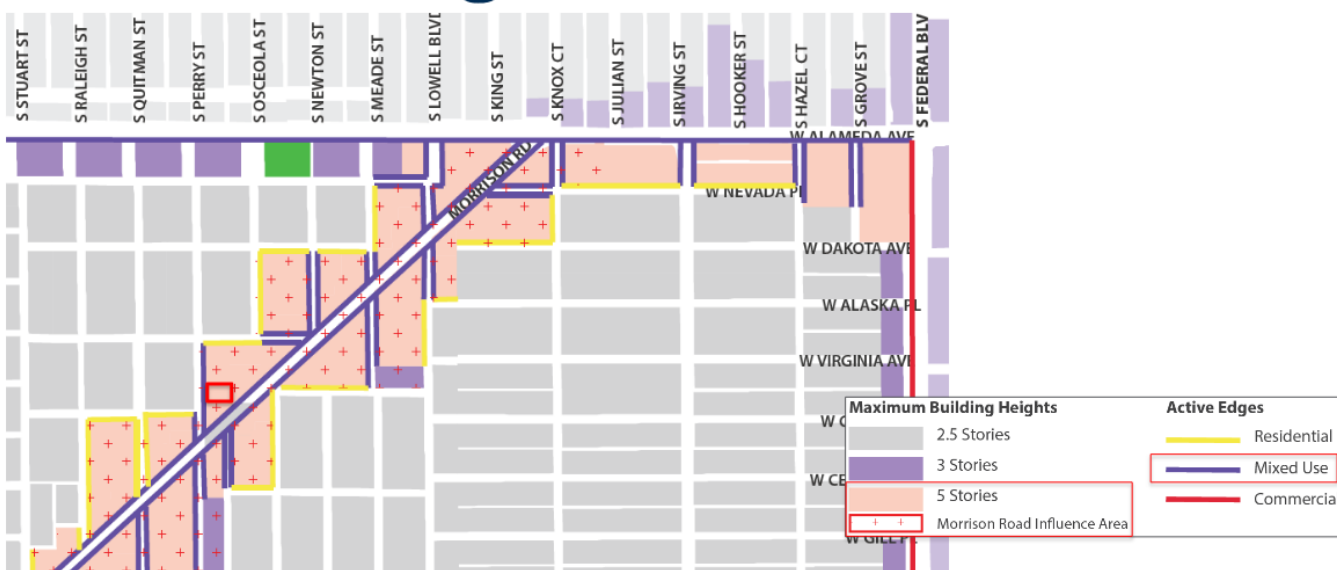 S STUART ST
S RALEIGH ST
S QUITMAN ST
S PERRY ST
S OSCEOLA ST
S NEWTON ST
S MEADE ST
S LOWELL BLVD
S KING ST
S KNOX CT
S JULIAN ST
S IRVING ST
S HOOKER ST
S HAZEL CT
S GROVE ST
S FEDERAL BLV
W ALAMEDA AVE
MORRISON RD
W NEVADA PL
W DAKOTA AVE
W ALASKA PL
W VIRGINIA AVE
W C
W CE
W GILL P
Maximum Building Heights
2.5 Stories
3 Stories
5 Stories
Morrison Road Influence Area
Active Edges
Residential
Mixed Use
Commercia